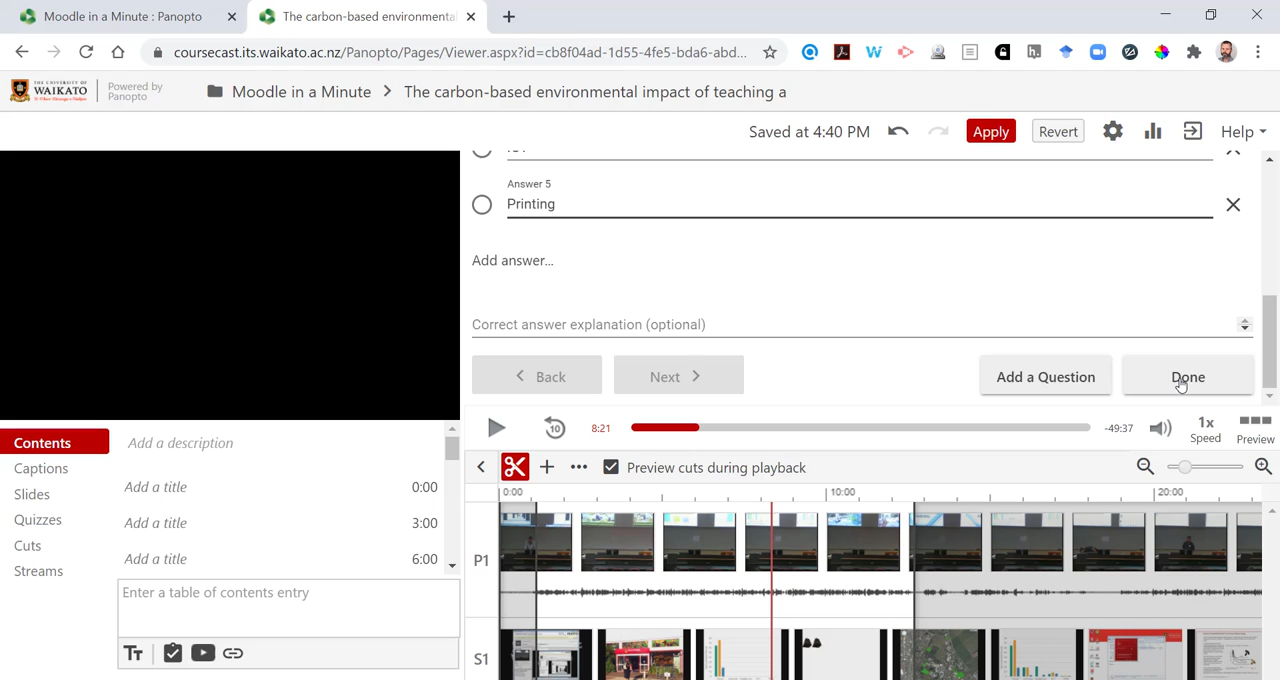 Moodle in a Minute : Panopto
The carbon-based environmental
coursecast.its.waikato.ac.nz/Panopto/Pages/Viewer.aspx?id=cb8f04ad-1d55-4fe5-bda6-abd...
THE UNIVERSITY OF
WAIKATO
Powered by
Panopto
Moodle in a Minute > The carbon-based environmental impact of teaching a
Saved at 4:40 PM
Apply
Revert
Help
Answer 5
Printing
Add answer...
Correct answer explanation (optional)
Back
Next
Add a Question
Done
10
8:21
-49:37
1x
Speed
Preview
Contents
Captions
Slides
Quizzes
Cuts
Streams
Add a description
Add a title 0:00
Add a title 3:00
Add a title 6:00
Enter a table of contents entry
Preview cuts during playback
0:00
10:00
20:00
P1
S1